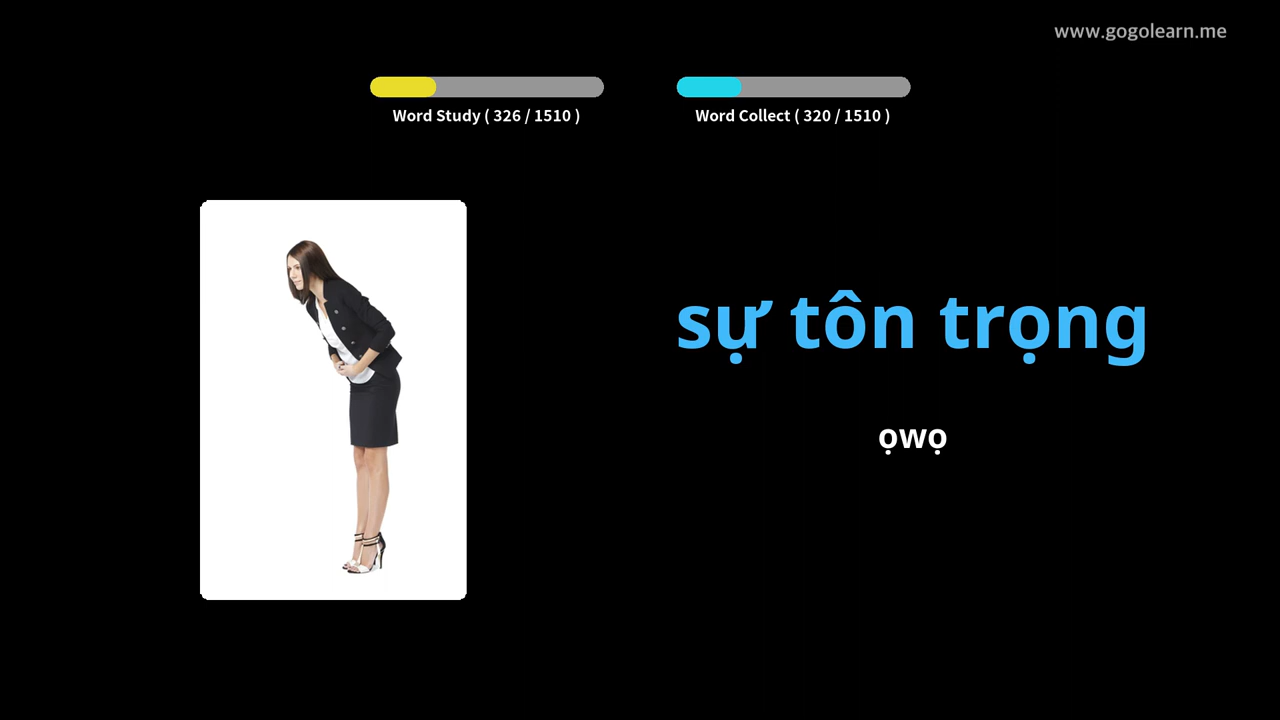 www.gogolearn.me
Word Study ( 326 / 1510 )
Word Collect ( 320 / 1510 )
sự tôn trọng
ọwọ